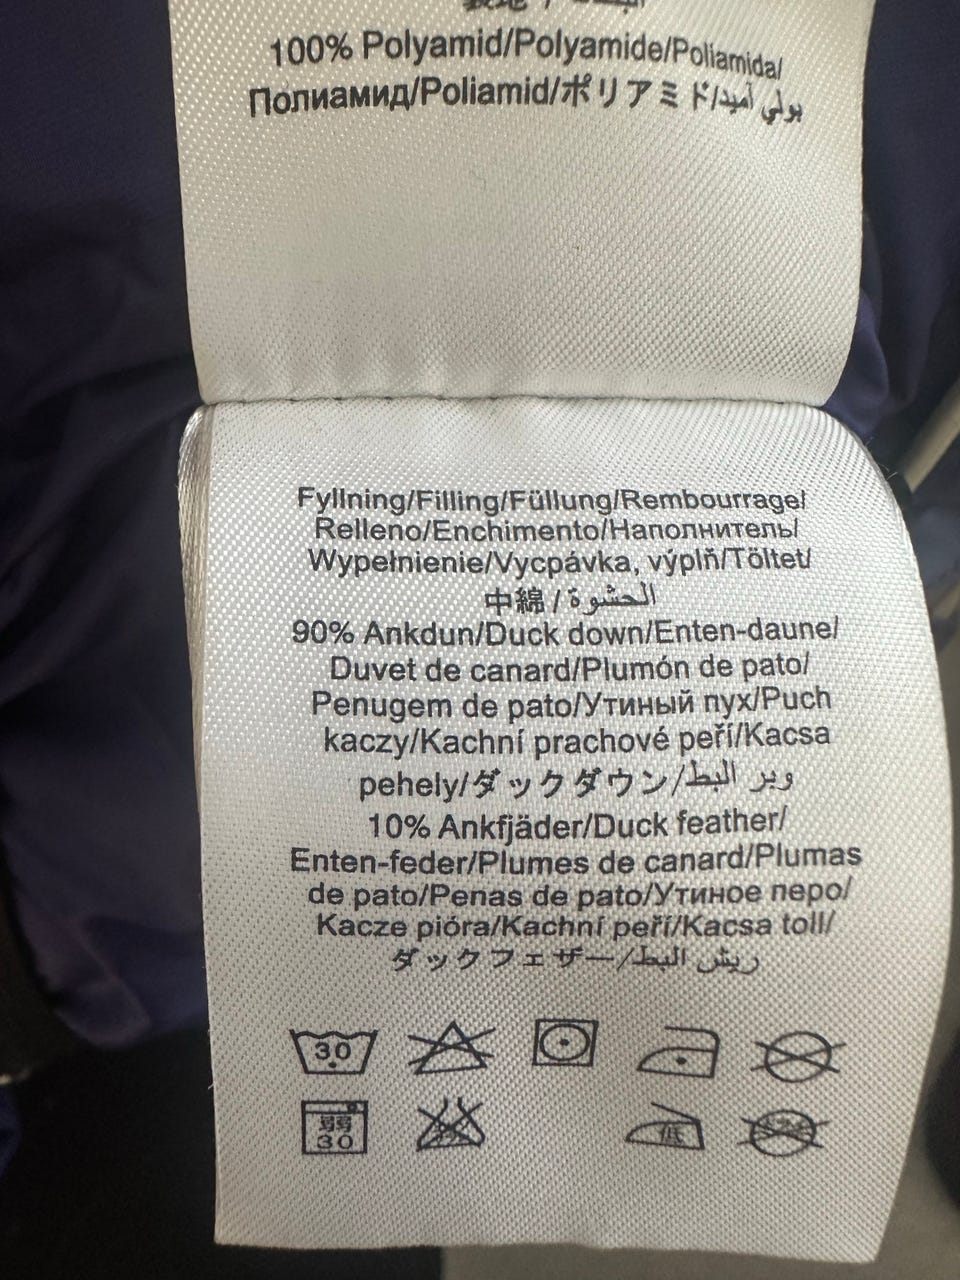 100% Polyamid/Polyamide/Poliamida/
Полиамид/Poliamid/ポリアミド/بولي أميد
Fyllning/Filling/Füllung/Rembourrage/
Relleno/Enchimento/Наполнитель/
Wypełnienie/Vycpávka, výplň/Töltet/
中綿/الحشوة
90% Ankdun/Duck down/Enten-daune/
Duvet de canard/Plumón de pato/
Penugem de pato/Утиный пух/Puch
kaczy/Kachní prachové peří/Kacsa
pehely/ダックダウン/وبر البط
10% Ankfjäder/Duck feather/
Enten-feder/Plumes de canard/Plumas
de pato/Penas de pato/Утиное перо/
Kacze pióra/Kachní peří/Kacsa toll/
ダックフェザー/ريش البط
30
弱
30
低